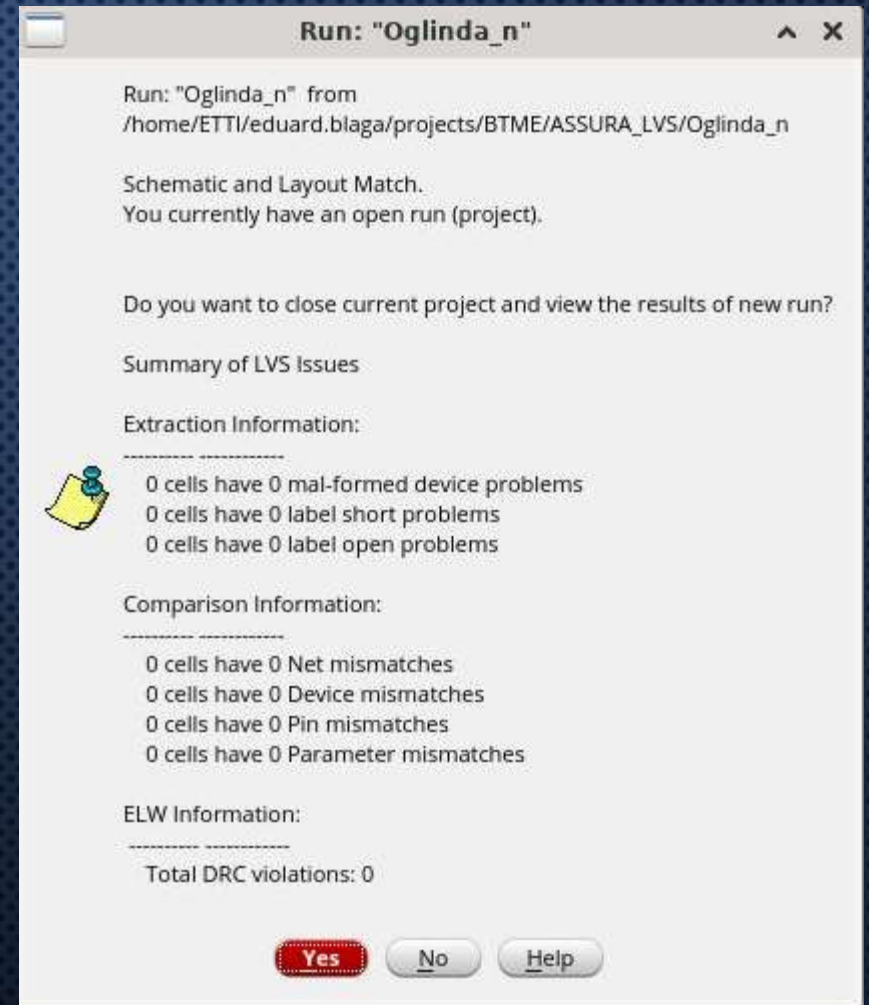 Run: "Oglinda_n"
Run: "Oglinda_n" from
/home/ETTI/eduard.blaga/projects/BTME/ASSURA_LVS/Oglinda_n
Schematic and Layout Match.
You currently have an open run (project).
Do you want to close current project and view the results of new run?
Summary of LVS Issues
Extraction Information:
---------- ------------
0 cells have 0 mal-formed device problems
0 cells have 0 label short problems
0 cells have 0 label open problems
Comparison Information:
---------- ------------
0 cells have 0 Net mismatches
0 cells have 0 Device mismatches
0 cells have 0 Pin mismatches
0 cells have 0 Parameter mismatches
ELW Information:
---------- ------------
Total DRC violations: 0
Yes No Help